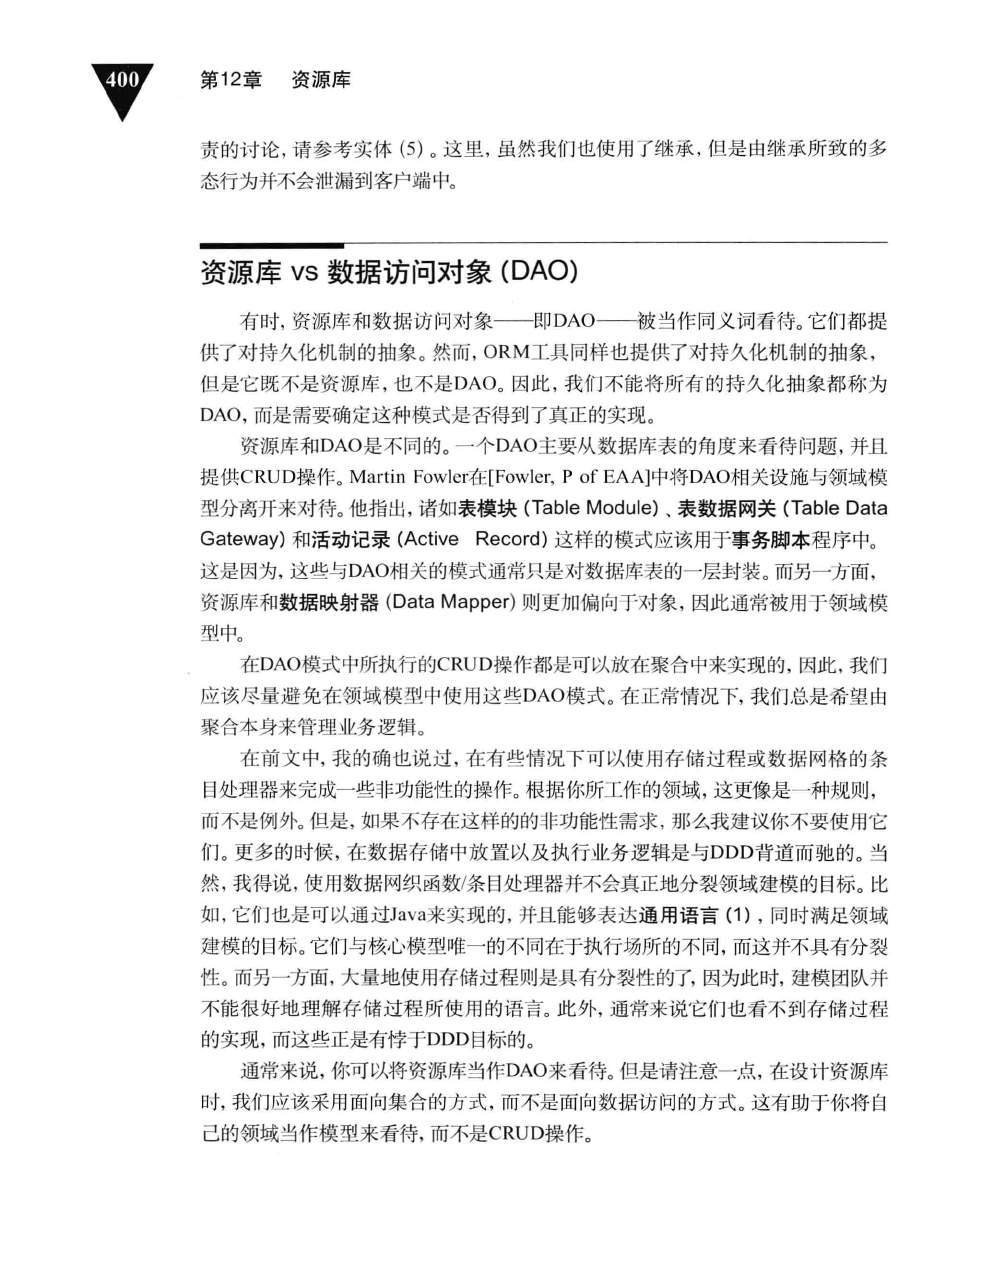 400 第12章 资源库
责的讨论,请参考实体(5)。这里,虽然我们也使用了继承,但是由继承所致的多
态行为并不会泄漏到客户端中。
资源库 vs 数据访问对象(DAO)
有时,资源库和数据访问对象——即DAO——被当作同义词看待。它们都提
供了对持久化机制的抽象。然而,ORM工具同样也提供了对持久化机制的抽象,
但是它既不是资源库,也不是DAO。因此,我们不能将所有的持久化抽象都称为
DAO,而是需要确定这种模式是否得到了真正的实现。
资源库和DAO是不同的。一个DAO主要从数据库表的角度来看待问题,并且
提供CRUD操作。Martin Fowler在[Fowler, P of EAA]中将DAO相关设施与领域模
型分离开来对待。他指出,诸如表模块(Table Module)、表数据网关(Table Data
Gateway)和活动记录(Active Record)这样的模式应该用于事务脚本程序中。
这是因为,这些与DAO相关的模式通常只是对数据库表的一层封装。而另一方面,
资源库和数据映射器(Data Mapper)则更加偏向于对象,因此通常被用于领域模
型中。
在DAO模式中所执行的CRUD操作都是可以放在聚合中来实现的,因此,我们
应该尽量避免在领域模型中使用这些DAO模式。在正常情况下,我们总是希望由
聚合本身来管理业务逻辑。
在前文中,我的确也说过,在有些情况下可以使用存储过程或数据网格的条
目处理器来完成一些非功能性的操作。根据你所工作的领域,这更像是一种规则,
而不是例外。但是,如果不存在这样的的非功能性需求,那么我建议你不要使用它
们。更多的时候,在数据存储中放置以及执行业务逻辑是与DDD背道而驰的。当
然,我得说,使用数据网织函数/条目处理器并不会真正地分裂领域建模的目标。比
如,它们也是可以通过Java来实现的,并且能够表达通用语言(1),同时满足领域
建模的目标。它们与核心模型唯一的不同在于执行场所的不同,而这并不具有分裂
性。而另一方面,大量地使用存储过程则是具有分裂性的了,因为此时,建模团队并
不能很好地理解存储过程所使用的语言。此外,通常来说它们也看不到存储过程
的实现,而这些正是有悖于DDD目标的。
通常来说,你可以将资源库当作DAO来看待。但是请注意一点,在设计资源库
时,我们应该采用面向集合的方式,而不是面向数据访问的方式。这有助于你将自
己的领域当作模型来看待,而不是CRUD操作。